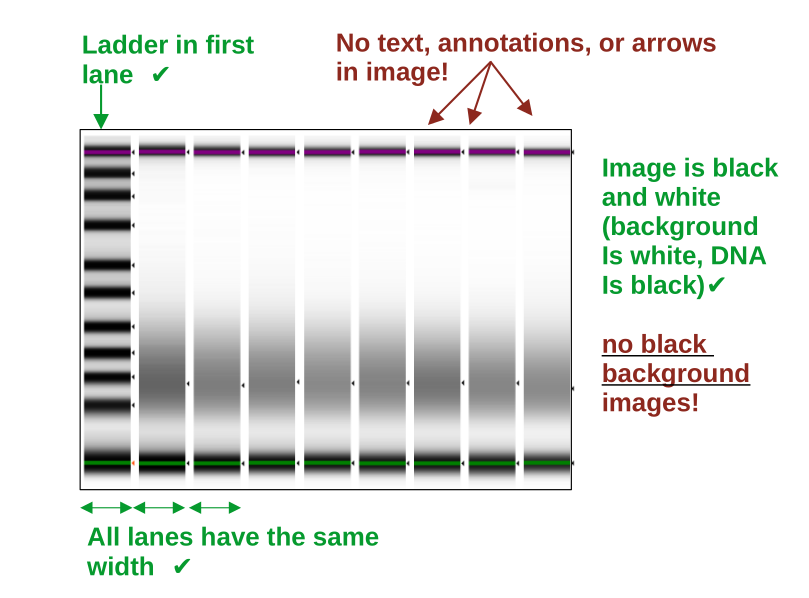 Ladder in first
lane ✔
No text, annotations, or arrows
in image!
Image is black
and white
(background
Is white, DNA
Is black)✔
no black
background
images!
All lanes have the same
width ✔